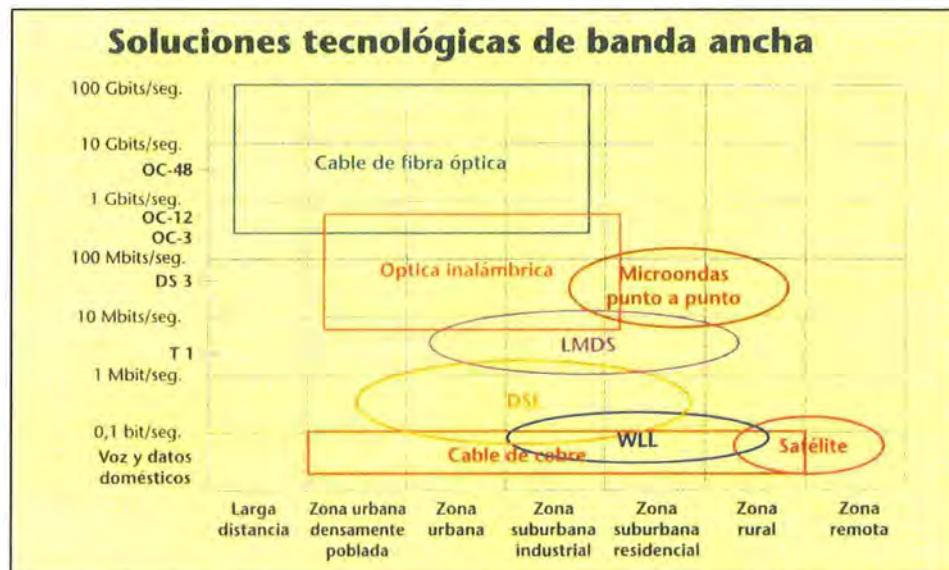 Soluciones tecnológicas de banda ancha
100 Gbits/seg.
10 Gbits/seg.
OC-48
1 Gbits/seg.
OC-12
OC-3
100 Mbits/seg.
DS 3
10 Mbits/seg.
T 1
1 Mbit/seg.
0,1 bit/seg.
Voz y datos
domésticos
Cable de fibra óptica
Optica inalámbrica
Microondas
punto a punto
LMDS
DSL
WLL
Cable de cobre
Satélite
Larga
distancia
Zona urbana
densamente
poblada
Zona
urbana
Zona
suburbana
industrial
Zona
suburbana
residencial
Zona
rural
Zona
remota